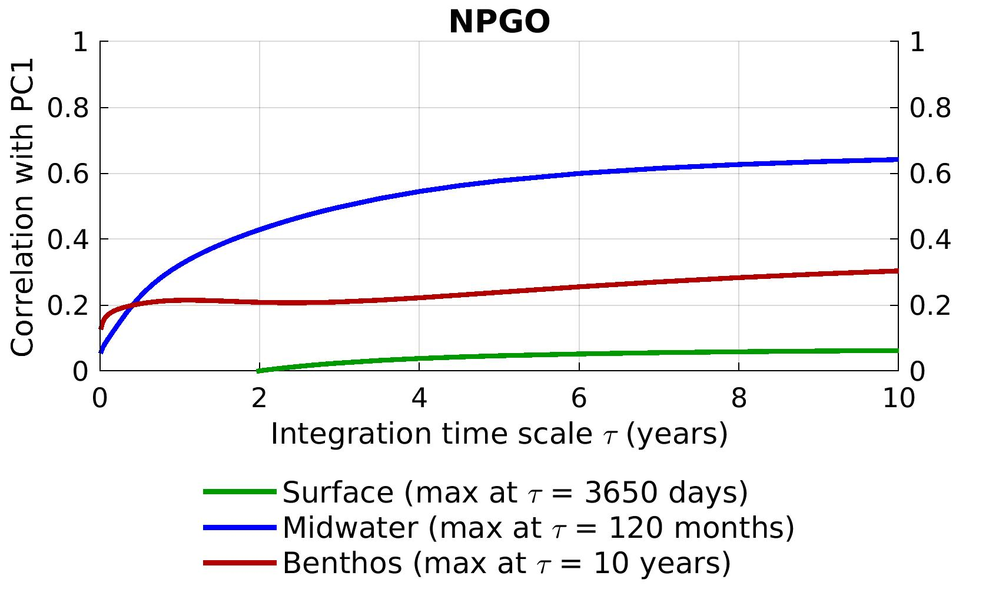 NPGO
Correlation with PC1
1
0.8
0.6
0.4
0.2
0
1
0.8
0.6
0.4
0.2
0
0 2 4 6 8 10
Integration time scale τ (years)
Surface (max at τ = 3650 days)
Midwater (max at τ = 120 months)
Benthos (max at τ = 10 years)